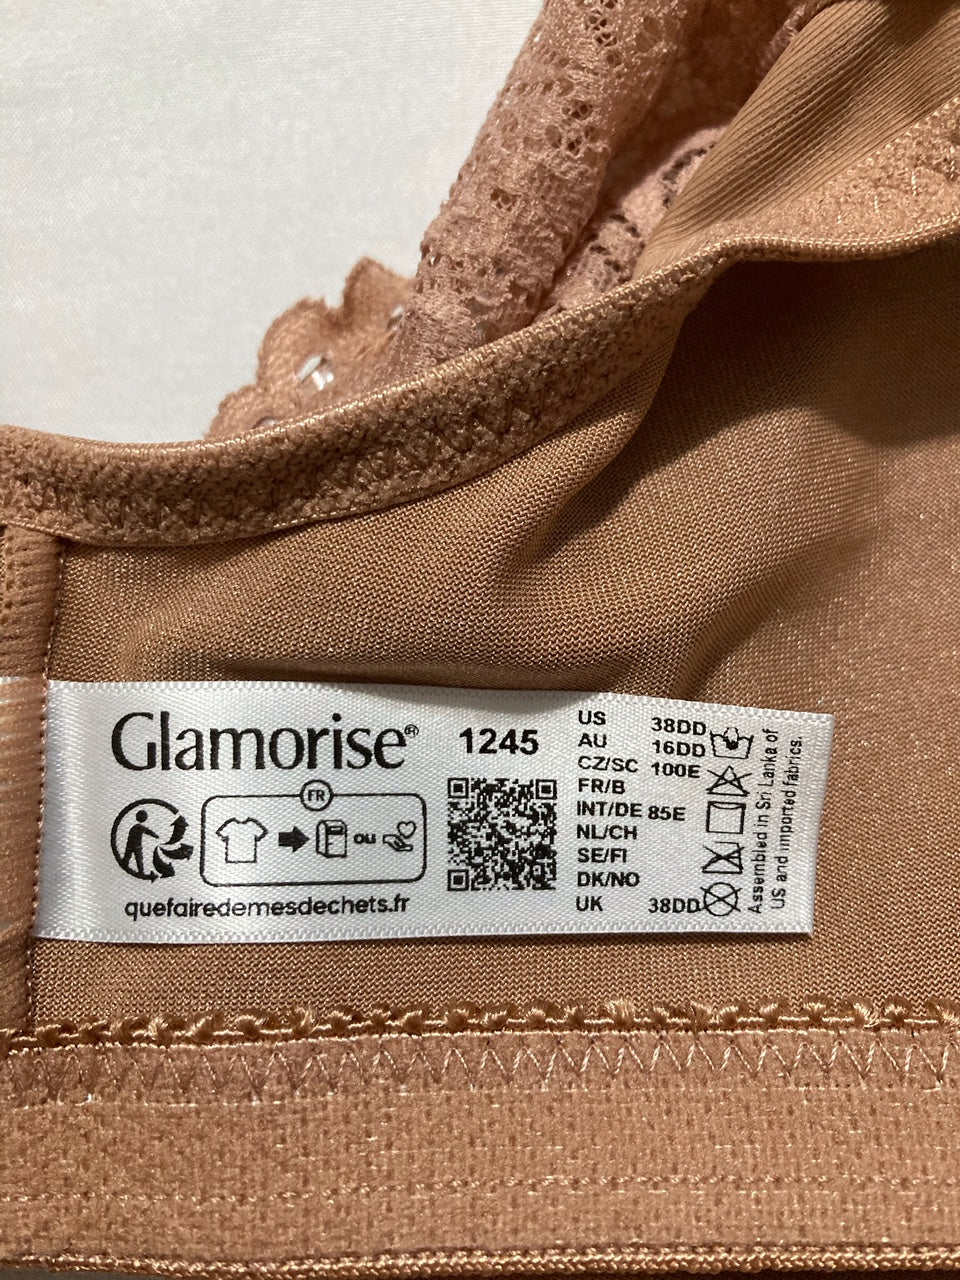 Glamorise® 1245
FR
ou
quefairedemesdechets.fr
US 38DD
AU 16DD
CZ/SC 100E
FR/B
INT/DE 85E
NL/CH
SE/FI
DK/NO
UK 38DD
Assembled in Sri Lanka of
US and imported fabrics.